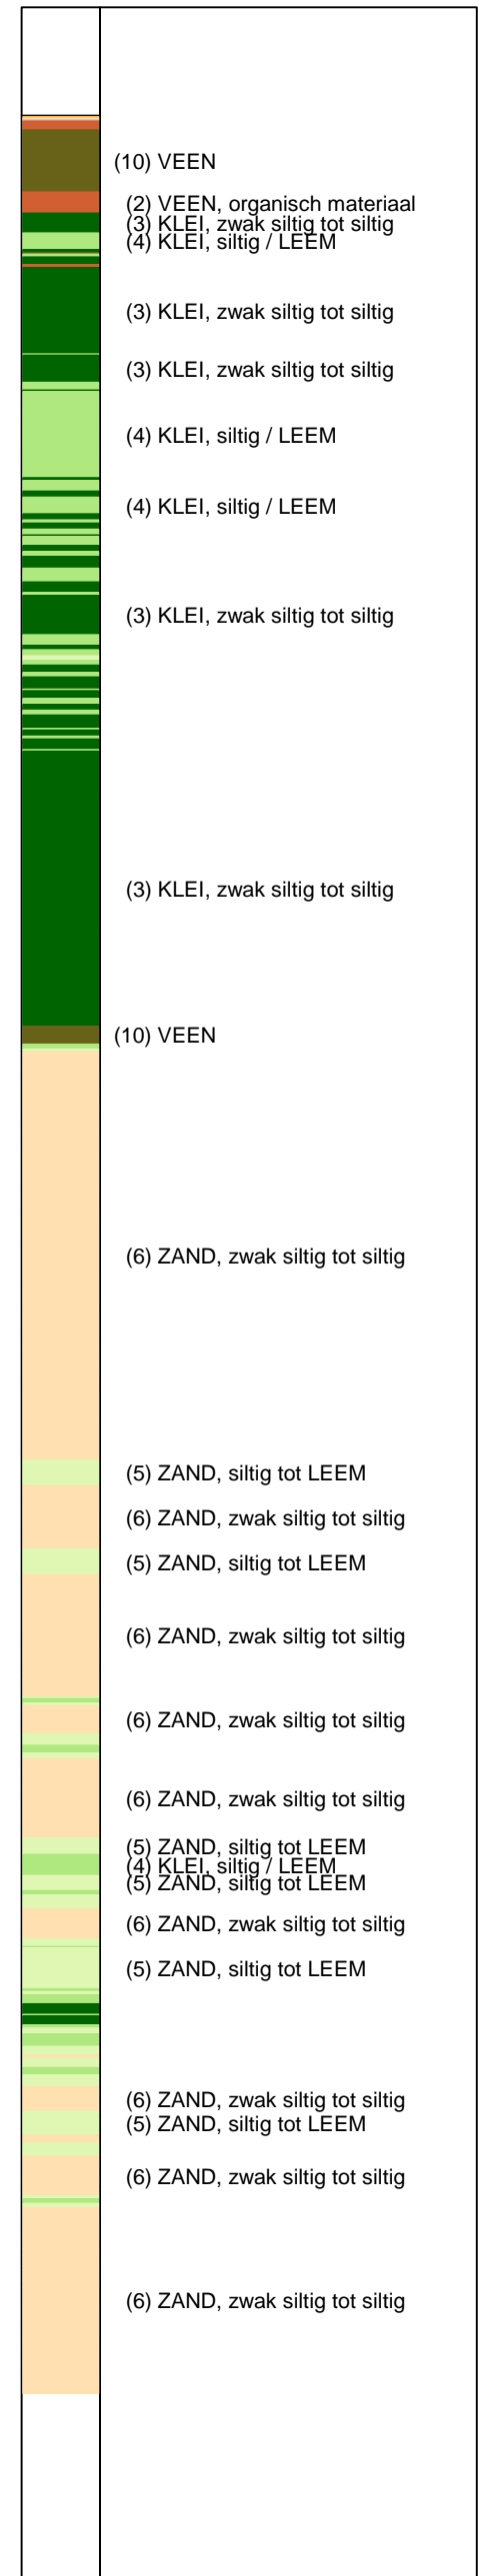 (10) VEEN
(2) VEEN, organisch materiaal
(3) KLEI, zwak siltig tot siltig
(4) KLEI, siltig / LEEM
(3) KLEI, zwak siltig tot siltig
(3) KLEI, zwak siltig tot siltig
(4) KLEI, siltig / LEEM
(4) KLEI, siltig / LEEM
(3) KLEI, zwak siltig tot siltig
(3) KLEI, zwak siltig tot siltig
(10) VEEN
(6) ZAND, zwak siltig tot siltig
(5) ZAND, siltig tot LEEM
(6) ZAND, zwak siltig tot siltig
(5) ZAND, siltig tot LEEM
(6) ZAND, zwak siltig tot siltig
(6) ZAND, zwak siltig tot siltig
(6) ZAND, zwak siltig tot siltig
(5) ZAND, siltig tot LEEM
(4) KLEI, siltig / LEEM
(5) ZAND, siltig tot LEEM
(6) ZAND, zwak siltig tot siltig
(5) ZAND, siltig tot LEEM
(6) ZAND, zwak siltig tot siltig
(5) ZAND, siltig tot LEEM
(6) ZAND, zwak siltig tot siltig
(6) ZAND, zwak siltig tot siltig